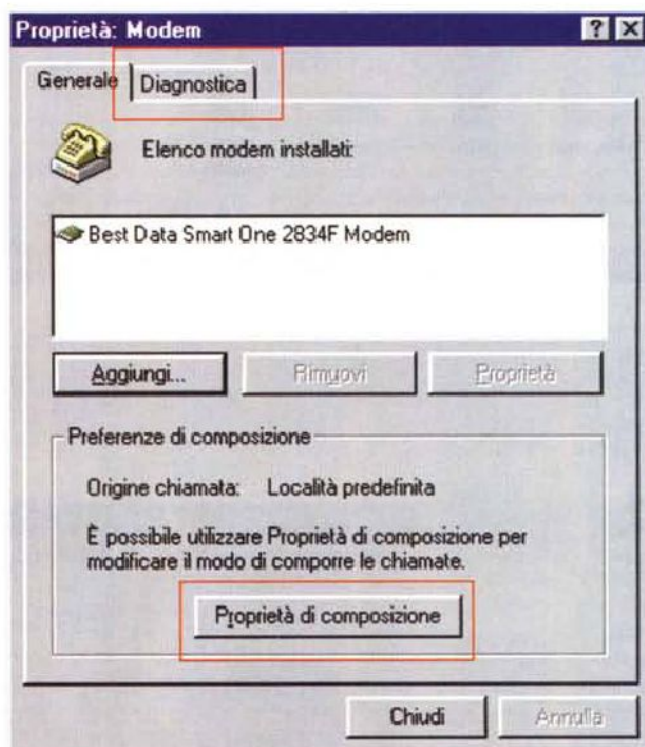 Proprietà: Modem
Generale
Diagnostica
Elenco modem installati:
Best Data Smart One 2834F Modem
Aggiungi...
Rimuovi
Proprietà
Preferenze di composizione
Origine chiamata: Località predefinita
È possibile utilizzare Proprietà di composizione per
modificare il modo di comporre le chiamate.
Proprietà di composizione
Chiudi
Annulla